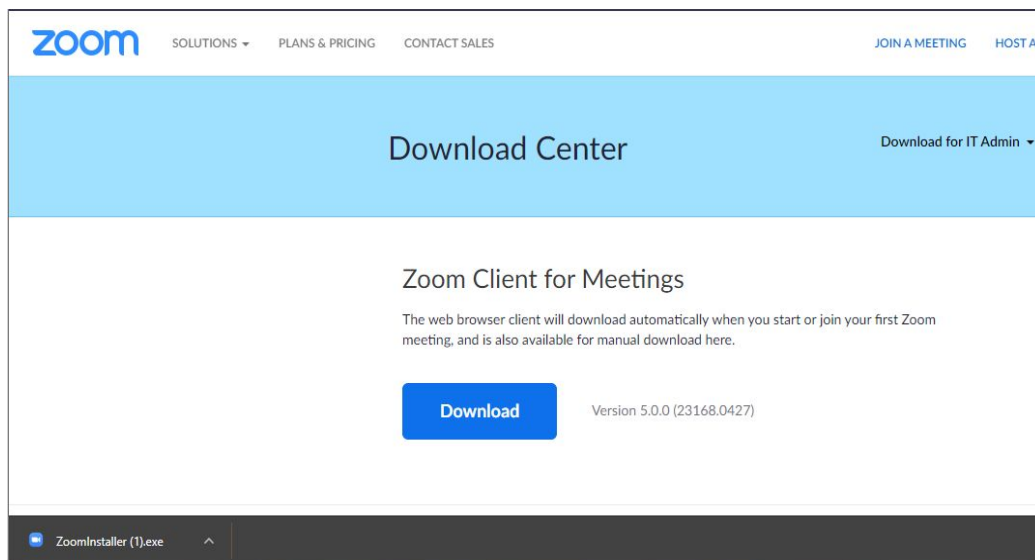 zoom SOLUTIONS PLANS & PRICING CONTACT SALES JOIN A MEETING HOST A
Download Center
Download for IT Admin
Zoom Client for Meetings
The web browser client will download automatically when you start or join your first Zoom
meeting, and is also available for manual download here.
Download Version 5.0.0 (23168.0427)
ZoomInstaller (1).exe